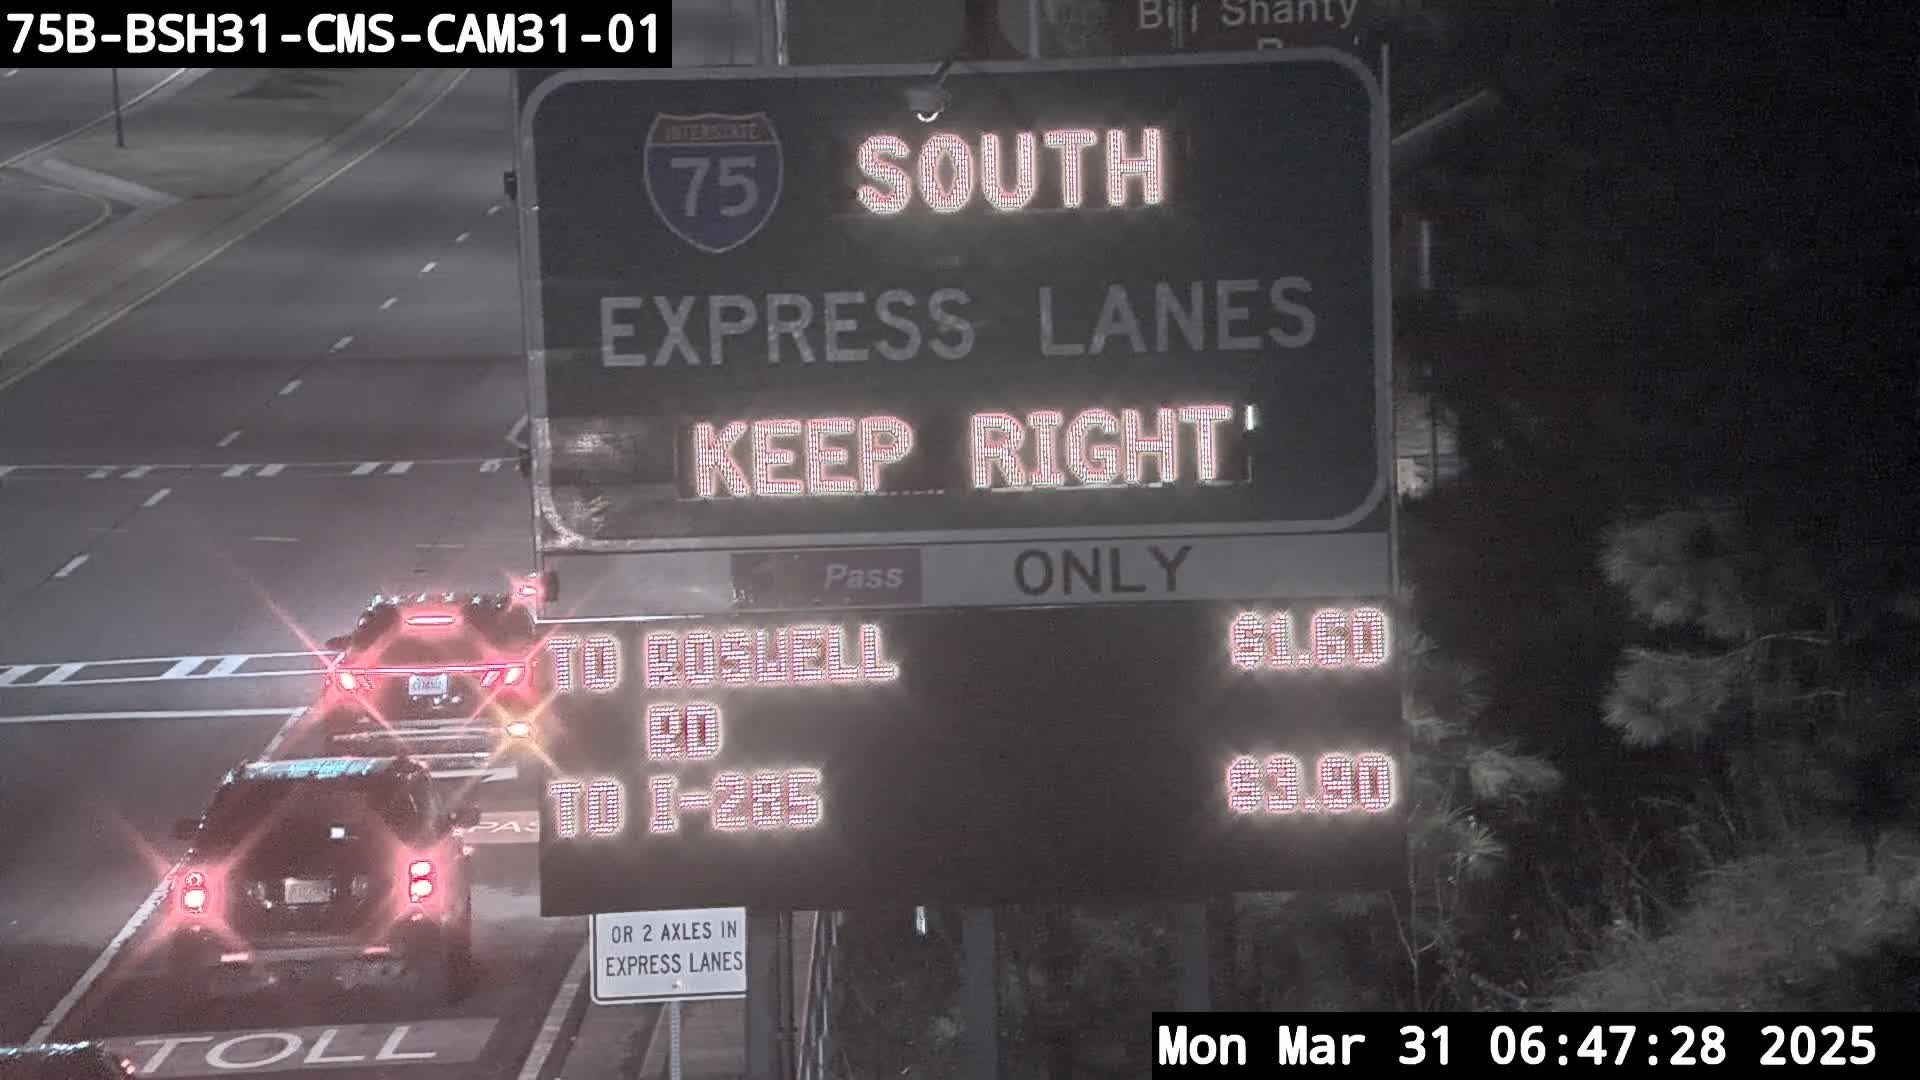 75B-BSH31-CMS-CAM31-01
Bill Shanty
INTERSTATE
75
SOUTH
EXPRESS LANES
KEEP RIGHT
Pass ONLY
TO ROSWELL $1.60
RD
TO I-285 $3.90
PAS
OR 2 AXLES IN
EXPRESS LANES
TOLL
Mon Mar 31 06:47:28 2025